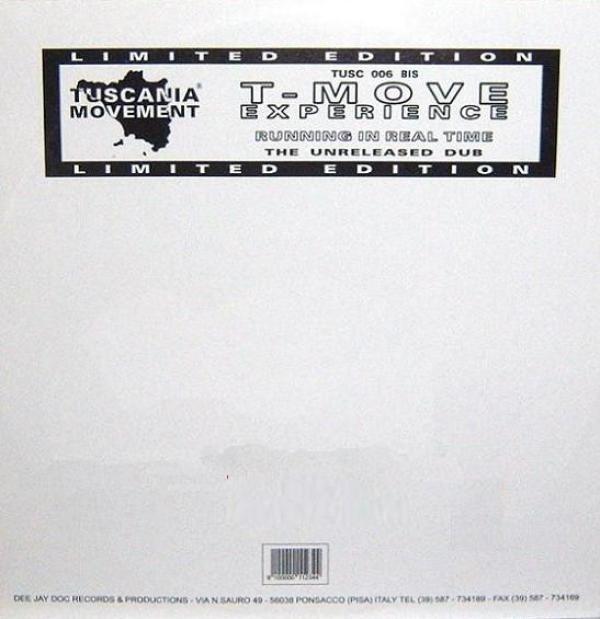 LIMITED EDITION
TUSC 006 BIS
TUSCANIA
MOVEMENT
T-MOVE
EXPERIENCE
RUNNING IN REAL TIME
THE UNRELEASED DUB
LIMITED EDITION
DEE JAY DOC RECORDS & PRODUCTIONS - VIA N.SAURO 49 - 56038 PONSACCO (PISA) ITALY TEL (39) 587 - 734169 - FAX (39) 587 - 734169